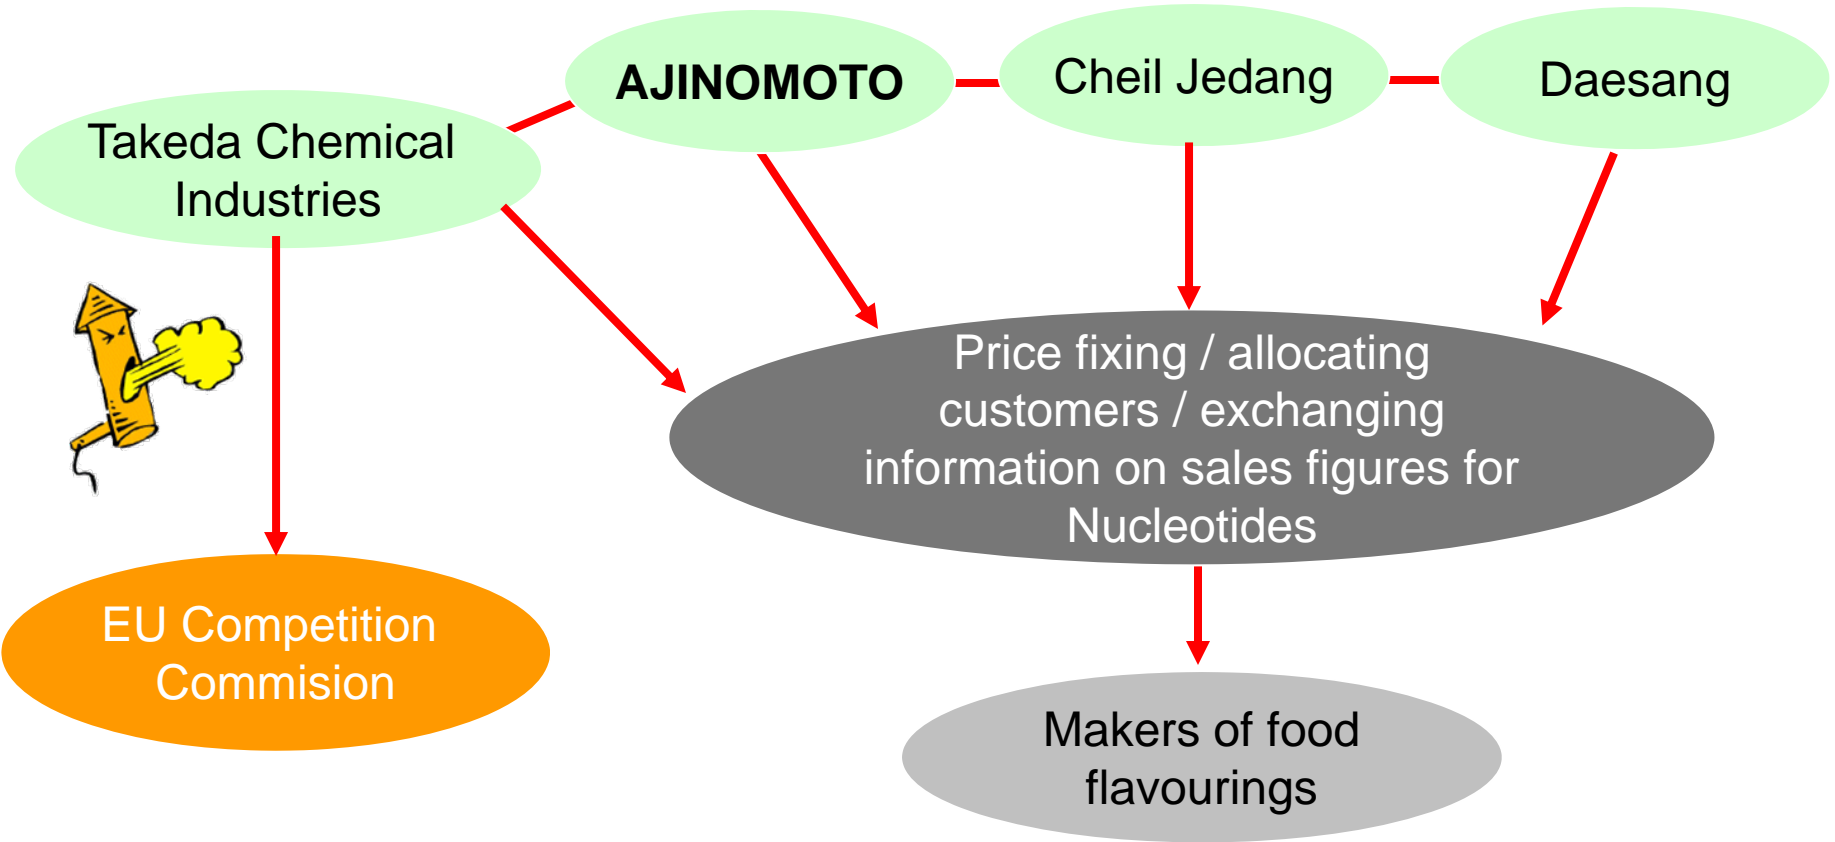 AJINOMOTO
Cheil Jedang
Daesang
Takeda Chemical
Industries
Price fixing / allocating
customers / exchanging
information on sales figures for
Nucleotides
EU Competition
Commision
Makers of food
flavourings